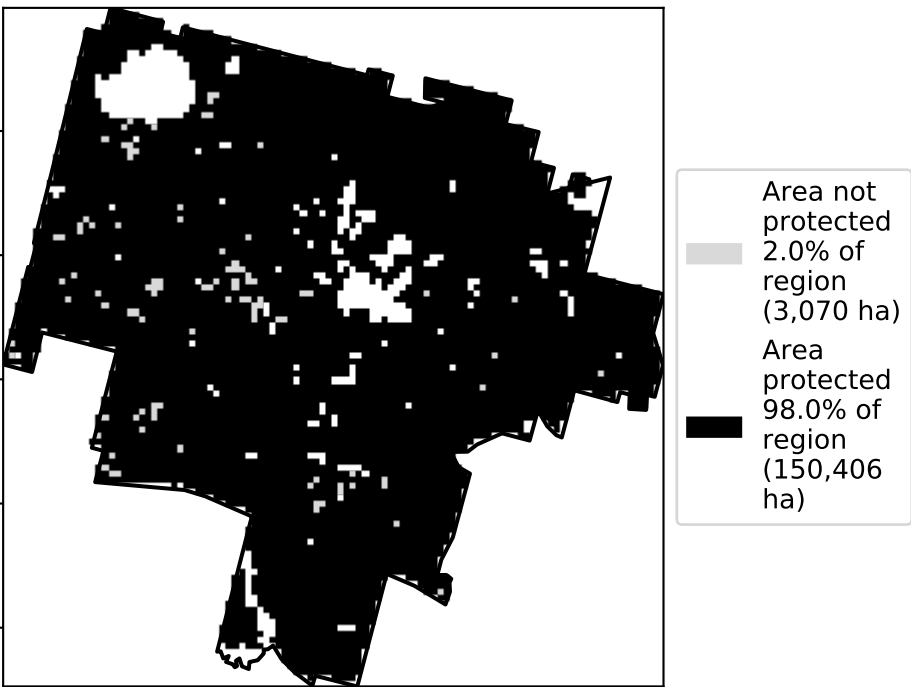 Area not
protected
2.0% of
region
(3,070 ha)
Area
protected
98.0% of
region
(150,406
ha)